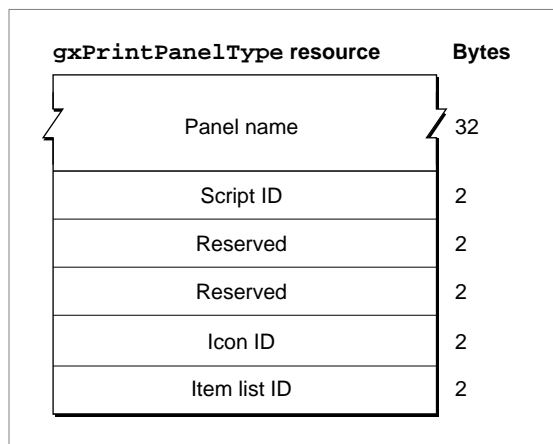 gxPrintPanelType resource Bytes
Panel name 32
Script ID 2
Reserved 2
Reserved 2
Icon ID 2
Item list ID 2